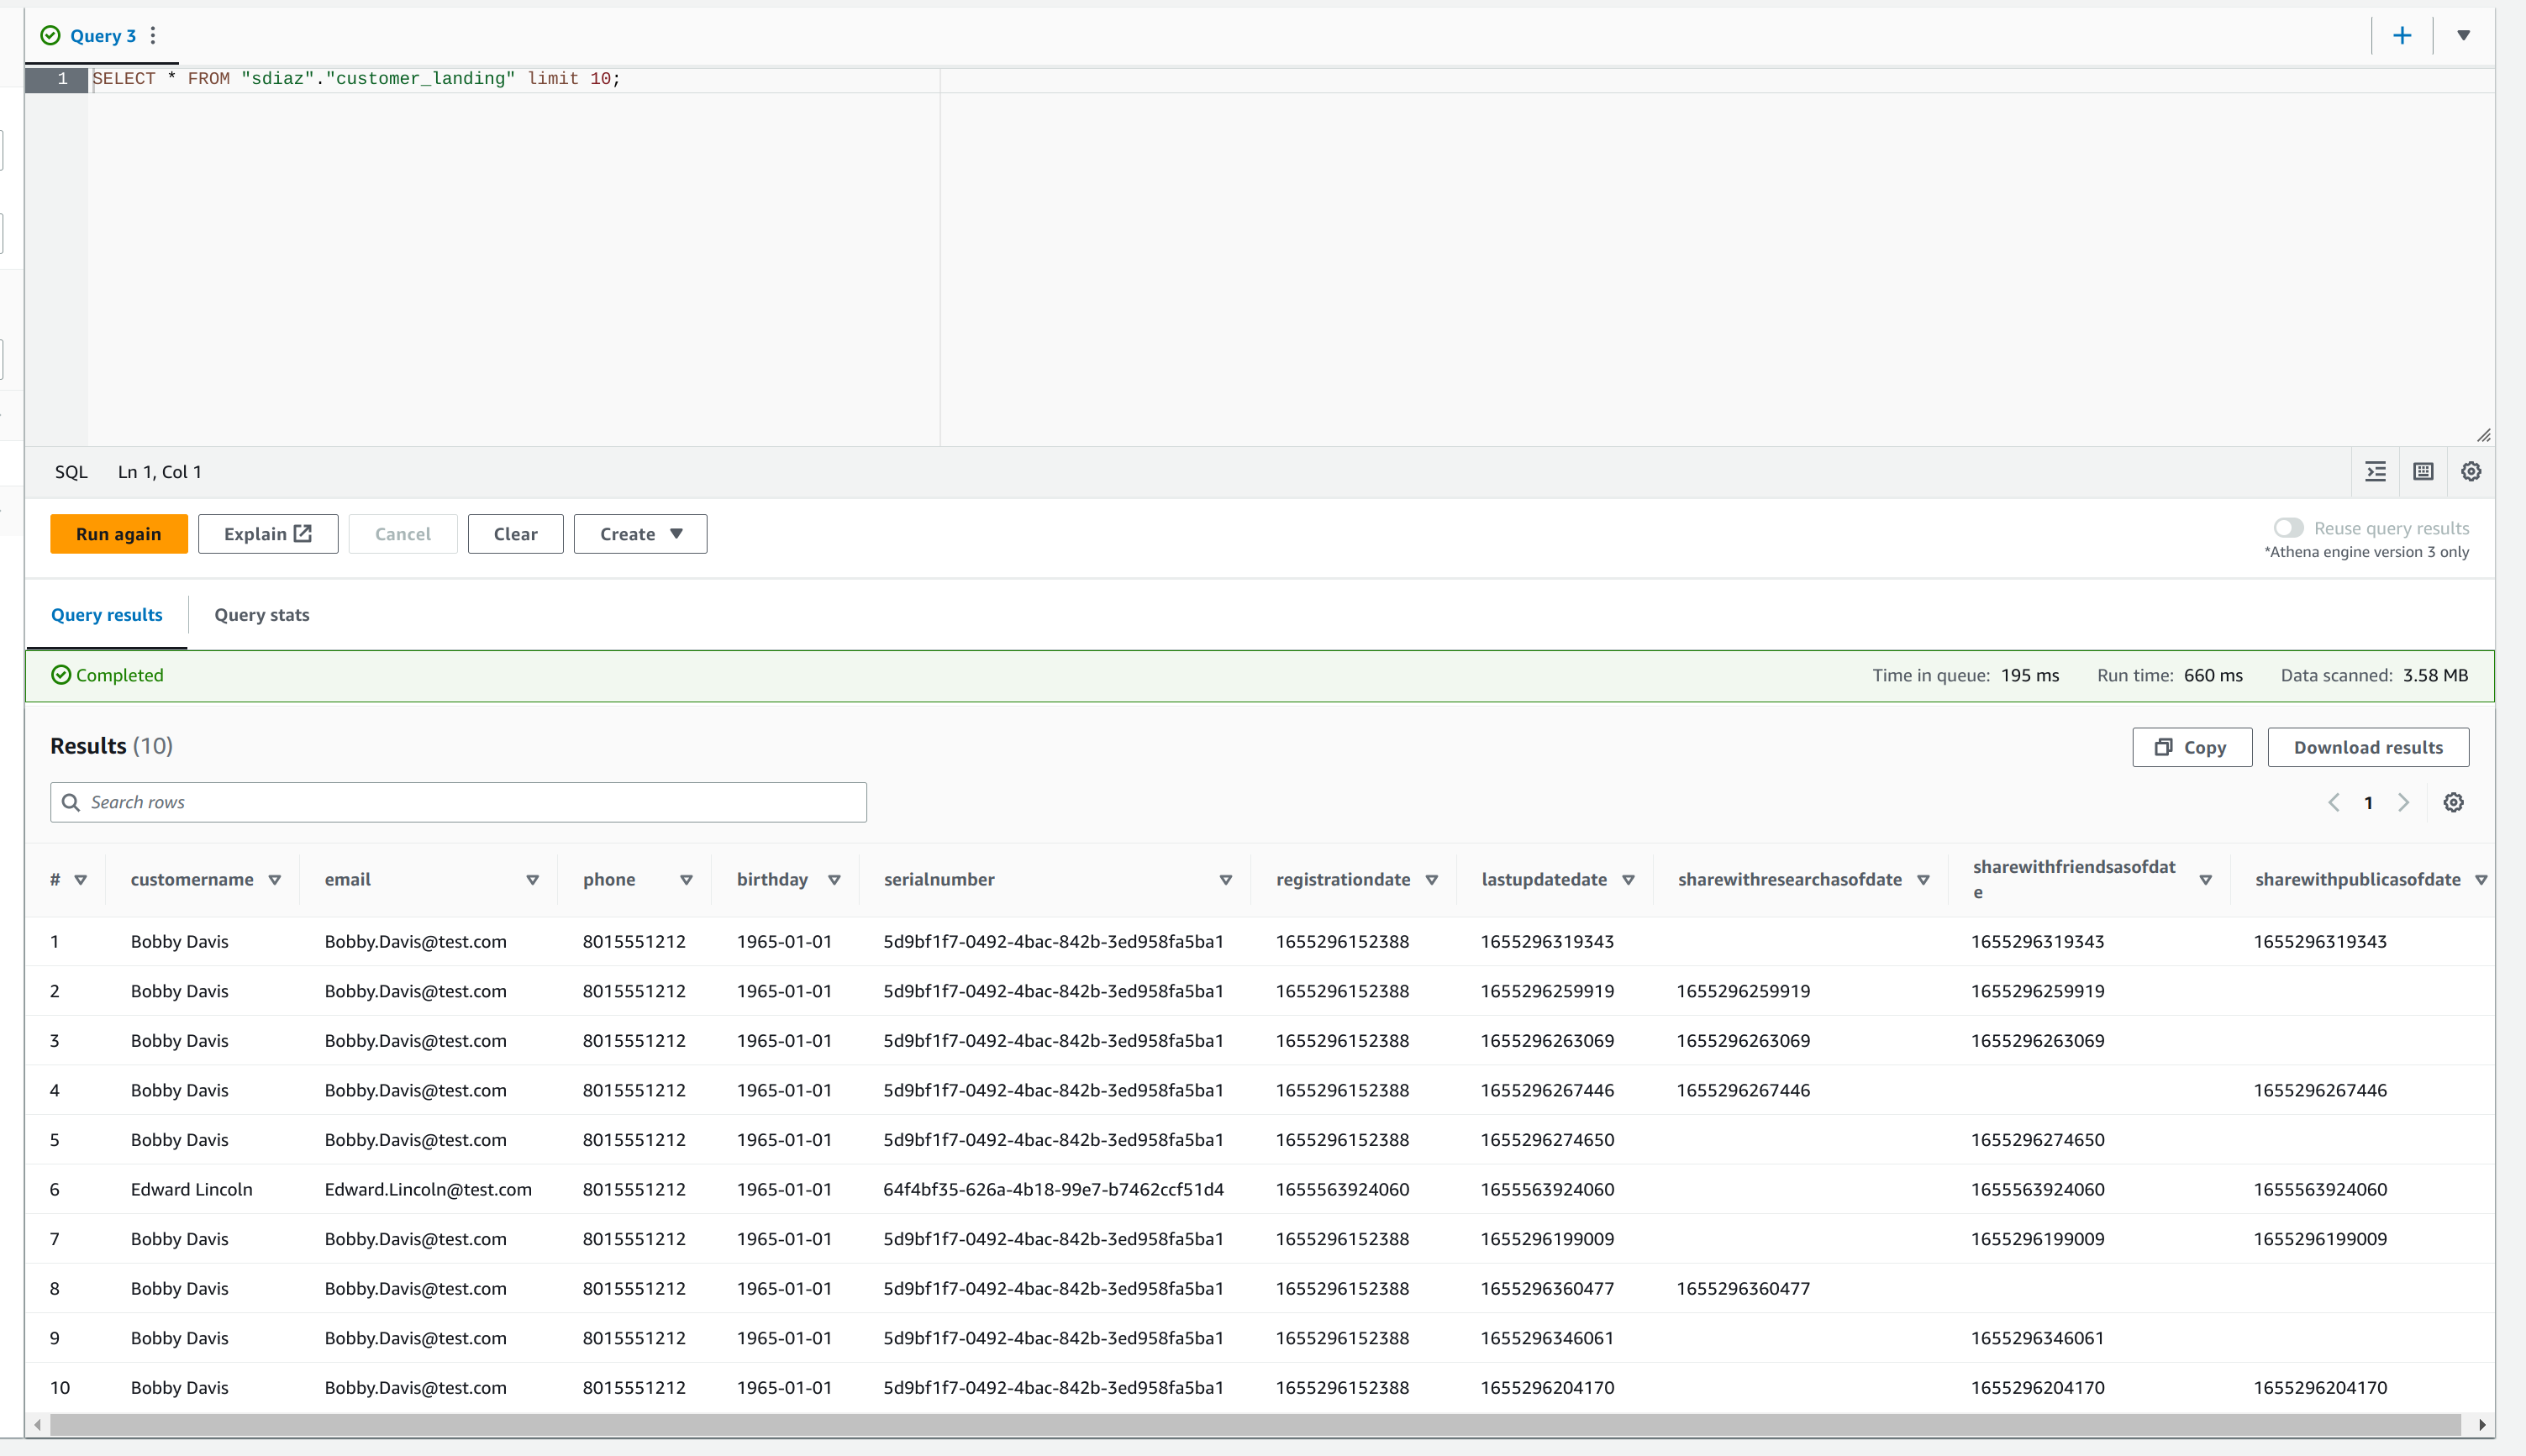 Query 3
1 SELECT * FROM "sdiaz"."customer_landing" limit 10;
SQL Ln 1, Col 1
Run again Explain Cancel Clear Create
Reuse query results
*Athena engine version 3 only
Query results Query stats
Completed Time in queue: 195 ms Run time: 660 ms Data scanned: 3.58 MB
Results (10) Copy Download results
Search rows 1
# customername email phone birthday serialnumber registrationdate lastupdatedate sharewithresearchasofdate sharewithfriendsasofdat
e sharewithpublicasofdate
1 Bobby Davis Bobby.Davis@test.com 8015551212 1965-01-01 5d9bf1f7-0492-4bac-842b-3ed958fa5ba1 1655296152388 1655296319343 1655296319343 1655296319343
2 Bobby Davis Bobby.Davis@test.com 8015551212 1965-01-01 5d9bf1f7-0492-4bac-842b-3ed958fa5ba1 1655296152388 1655296259919 1655296259919 1655296259919
3 Bobby Davis Bobby.Davis@test.com 8015551212 1965-01-01 5d9bf1f7-0492-4bac-842b-3ed958fa5ba1 1655296152388 1655296263069 1655296263069 1655296263069
4 Bobby Davis Bobby.Davis@test.com 8015551212 1965-01-01 5d9bf1f7-0492-4bac-842b-3ed958fa5ba1 1655296152388 1655296267446 1655296267446 1655296267446
5 Bobby Davis Bobby.Davis@test.com 8015551212 1965-01-01 5d9bf1f7-0492-4bac-842b-3ed958fa5ba1 1655296152388 1655296274650 1655296274650
6 Edward Lincoln Edward.Lincoln@test.com 8015551212 1965-01-01 64f4bf35-626a-4b18-99e7-b7462ccf51d4 1655563924060 1655563924060 1655563924060 1655563924060
7 Bobby Davis Bobby.Davis@test.com 8015551212 1965-01-01 5d9bf1f7-0492-4bac-842b-3ed958fa5ba1 1655296152388 1655296199009 1655296199009 1655296199009
8 Bobby Davis Bobby.Davis@test.com 8015551212 1965-01-01 5d9bf1f7-0492-4bac-842b-3ed958fa5ba1 1655296152388 1655296360477 1655296360477
9 Bobby Davis Bobby.Davis@test.com 8015551212 1965-01-01 5d9bf1f7-0492-4bac-842b-3ed958fa5ba1 1655296152388 1655296346061 1655296346061
10 Bobby Davis Bobby.Davis@test.com 8015551212 1965-01-01 5d9bf1f7-0492-4bac-842b-3ed958fa5ba1 1655296152388 1655296204170 1655296204170 1655296204170